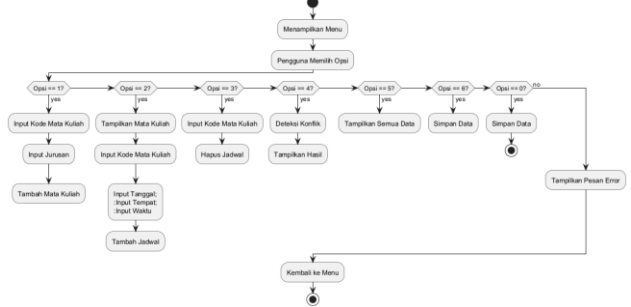 Menampilkan Menu
Pengguna Memilih Opsi
Opsi == 1?
Opsi == 2?
Opsi == 3?
Opsi == 4?
Opsi == 5?
Opsi == 6?
Opsi == 0?
no
yes
yes
yes
yes
yes
yes
yes
Input Kode Mata Kuliah
Tampilkan Mata Kuliah
Input Kode Mata Kuliah
Deteksi Konflik
Tampilkan Semua Data
Simpan Data
Simpan Data
Input Jurusan
Input Kode Mata Kuliah
Hapus Jadwal
Tampilkan Hasil
Tambah Mata Kuliah
Input Tanggal;
:Input Tempat;
:Input Waktu
Tambah Jadwal
Tampilkan Pesan Error
Kembali ke Menu